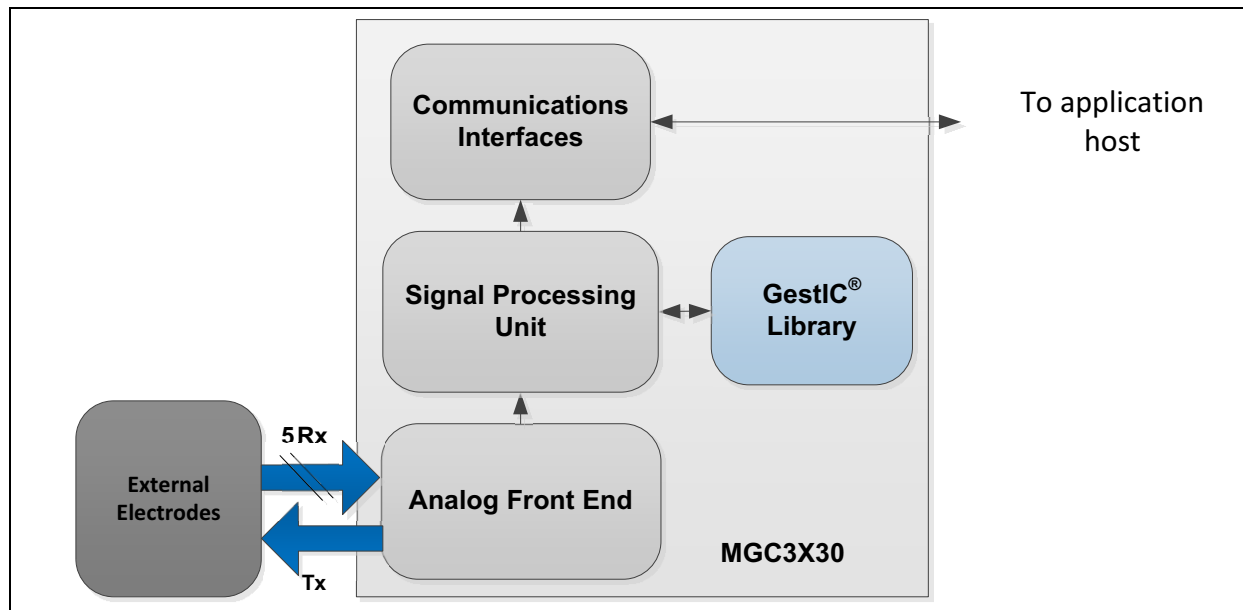 Communications
Interfaces
To application
host
Signal Processing
Unit
GestIC®
Library
5Rx
External
Electrodes
Analog Front End
Tx
MGC3X30